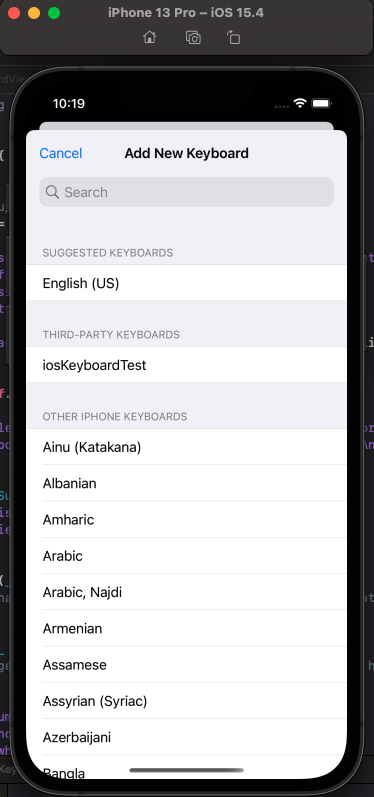 iPhone 13 Pro – iOS 15.4
10:19
Cancel
Add New Keyboard
Search
SUGGESTED KEYBOARDS
English (US)
THIRD-PARTY KEYBOARDS
iosKeyboardTest
OTHER IPHONE KEYBOARDS
Ainu (Katakana)
Albanian
Amharic
Arabic
Arabic, Najdi
Armenian
Assamese
Assyrian (Syriac)
Azerbaijani
Bangla